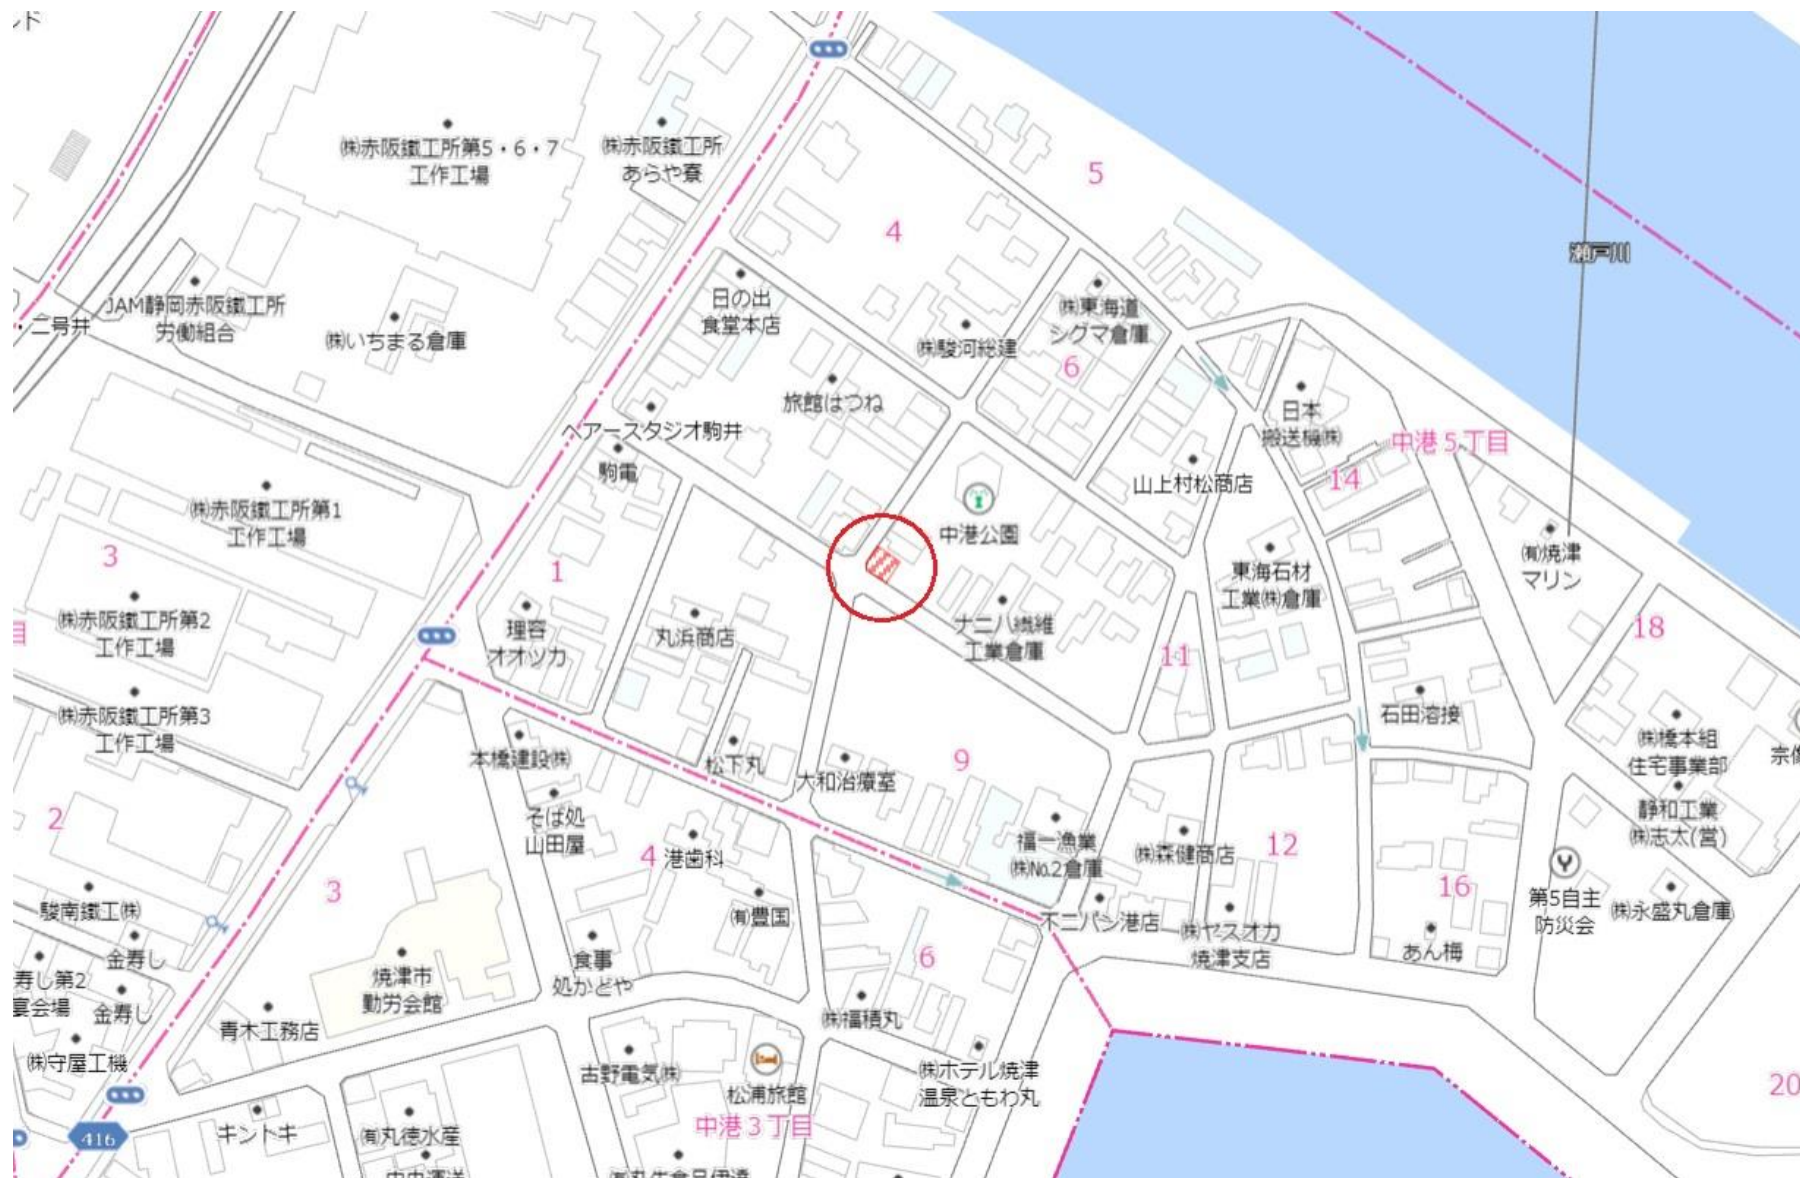 ㈱赤阪鐵工所第5・6・7
工作工場
㈱赤阪鐵工所
あらや寮
5
4
瀬戸川
JAM静岡赤阪鐵工所
労働組合
・二号井
㈱いちまる倉庫
日の出
食堂本店
㈱駿河総建
㈱東海道
シグマ倉庫
6
旅館はつね
ヘアースタジオ駒井
駒電
日本
搬送機㈱
中港5丁目
14
山上村松商店
中港公園
㈱赤阪鐵工所第1
工作工場
3
1
㈲焼津
マリン
東海石材
工業㈱倉庫
㈱赤阪鐵工所第2
工作工場
目
理容
オオツカ
丸浜商店
ナニハ繊維
工業倉庫
11
18
㈱赤阪鐵工所第3
工作工場
石田溶接
本橋建設㈱
松下丸
大和治療室
9
㈱橋本組
住宅事業部
静和工業
㈱志太(営)
2
そば処
山田屋
4
港歯科
福一漁業
㈱No.2倉庫
㈱森健商店
12
16
3
駿南鐵工㈱
㈲豊国
不二パン港店
㈱ヤスオカ
焼津支店
第5自主
防災会
㈱永盛丸倉庫
金寿し
寿し第2
宴会場
金寿し
焼津市
勤労会館
食事
処かどや
6
あん梅
青木工務店
㈱福積丸
㈱守屋工機
古野電気㈱
松浦旅館
㈱ホテル焼津
温泉ともわ丸
20
416
キントキ
㈲丸徳水産
中港3丁目